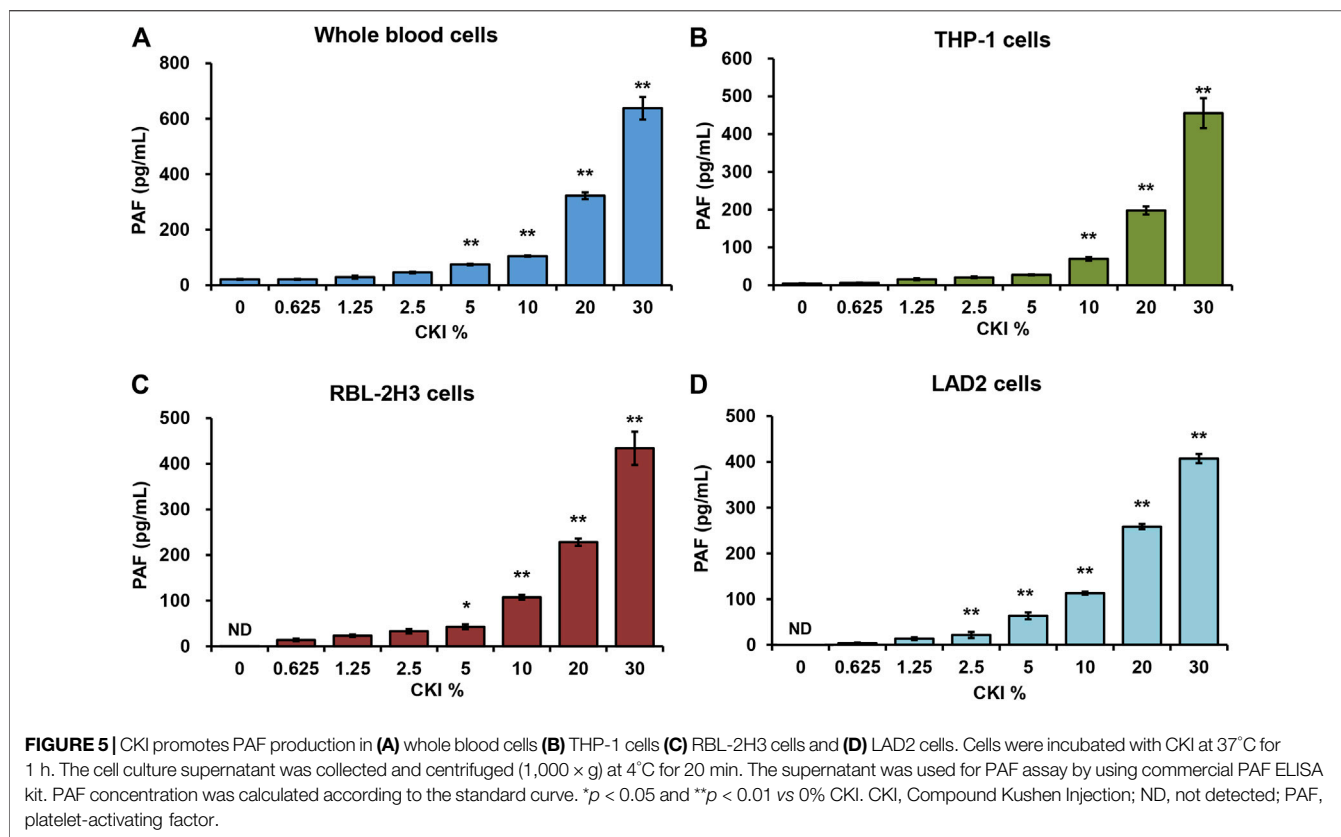 A
Whole blood cells
PAF (pg/mL)
800
600
400
200
0
**
**
**
**
0 0.625 1.25 2.5 5 10 20 30
CKI %
B
THP-1 cells
PAF (pg/mL)
600
500
400
300
200
100
0
**
**
**
0 0.625 1.25 2.5 5 10 20 30
CKI %
C
RBL-2H3 cells
PAF (pg/mL)
500
400
300
200
100
0
ND
*
**
**
**
0 0.625 1.25 2.5 5 10 20 30
CKI %
D
LAD2 cells
PAF (pg/mL)
500
400
300
200
100
0
ND
**
**
**
**
**
0 0.625 1.25 2.5 5 10 20 30
CKI %
FIGURE 5 | CKI promotes PAF production in (A) whole blood cells (B) THP-1 cells (C) RBL-2H3 cells and (D) LAD2 cells. Cells were incubated with CKI at 37°C for
1 h. The cell culture supernatant was collected and centrifuged (1,000 × g) at 4°C for 20 min. The supernatant was used for PAF assay by using commercial PAF ELISA
kit. PAF concentration was calculated according to the standard curve. *p < 0.05 and **p < 0.01 vs 0% CKI. CKI, Compound Kushen Injection; ND, not detected; PAF,
platelet-activating factor.